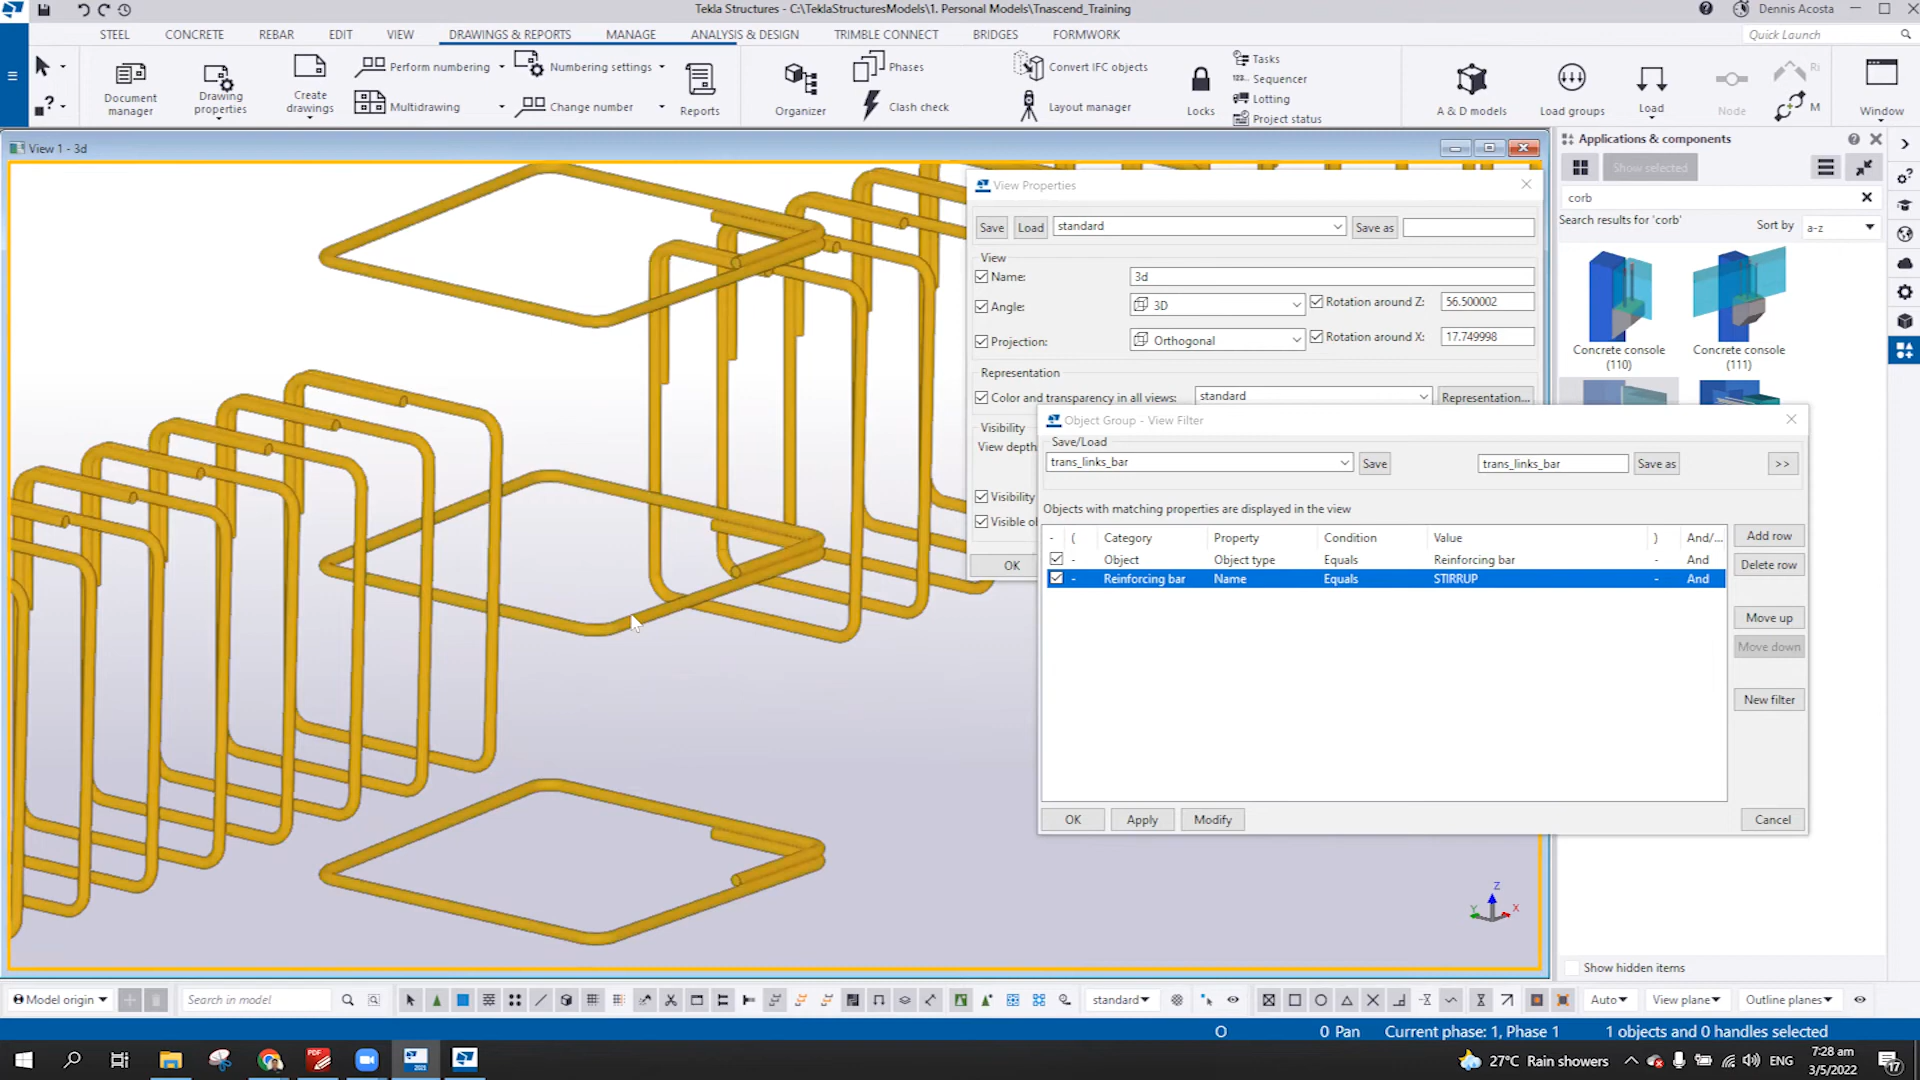 Tekla Structures - C:\TeklaStructuresModels\1. Personal Models\Tnascend_Training
Dennis Acosta
STEEL CONCRETE REBAR EDIT VIEW DRAWINGS & REPORTS MANAGE ANALYSIS & DESIGN TRIMBLE CONNECT BRIDGES FORMWORK Quick Launch
Document manager
Drawing properties
Create drawings
Perform numbering
Numbering settings
Multidrawing
Change number
Reports
Organizer
Phases
Clash check
Convert IFC objects
Layout manager
Locks
Tasks
Sequencer
Lotting
Project status
A & D models
Load groups
Load
Node
Ri
M
Window
View 1 - 3d
View Properties
Save Load standard Save as
View
Name: 3d
Angle: 3D Rotation around Z: 56.500002
Projection: Orthogonal Rotation around X: 17.749998
Representation
Color and transparency in all views: standard Representation...
Visibility
View depth
Visibility
Visible o
OK
Object Group - View Filter
Save/Load
trans_links_bar Save trans_links_bar Save as >>
Objects with matching properties are displayed in the view
- ( Category Property Condition Value ) And/...
- Object Object type Equals Reinforcing bar - And
- Reinforcing bar Name Equals STIRRUP - And
Add row
Delete row
Move up
Move down
New filter
OK Apply Modify Cancel
Applications & components
Show selected
corb
Search results for 'corb' Sort by a-z
Concrete console (110)
Concrete console (111)
Show hidden items
Z
Y X
Model origin Search in model standard Auto View plane Outline planes
O 0 Pan Current phase: 1, Phase 1 1 objects and 0 handles selected
27°C Rain showers ENG 7:28 am
3/5/2022
17